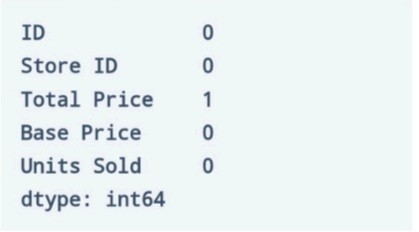 ID 0
Store ID 0
Total Price 1
Base Price 0
Units Sold 0
dtype: int64